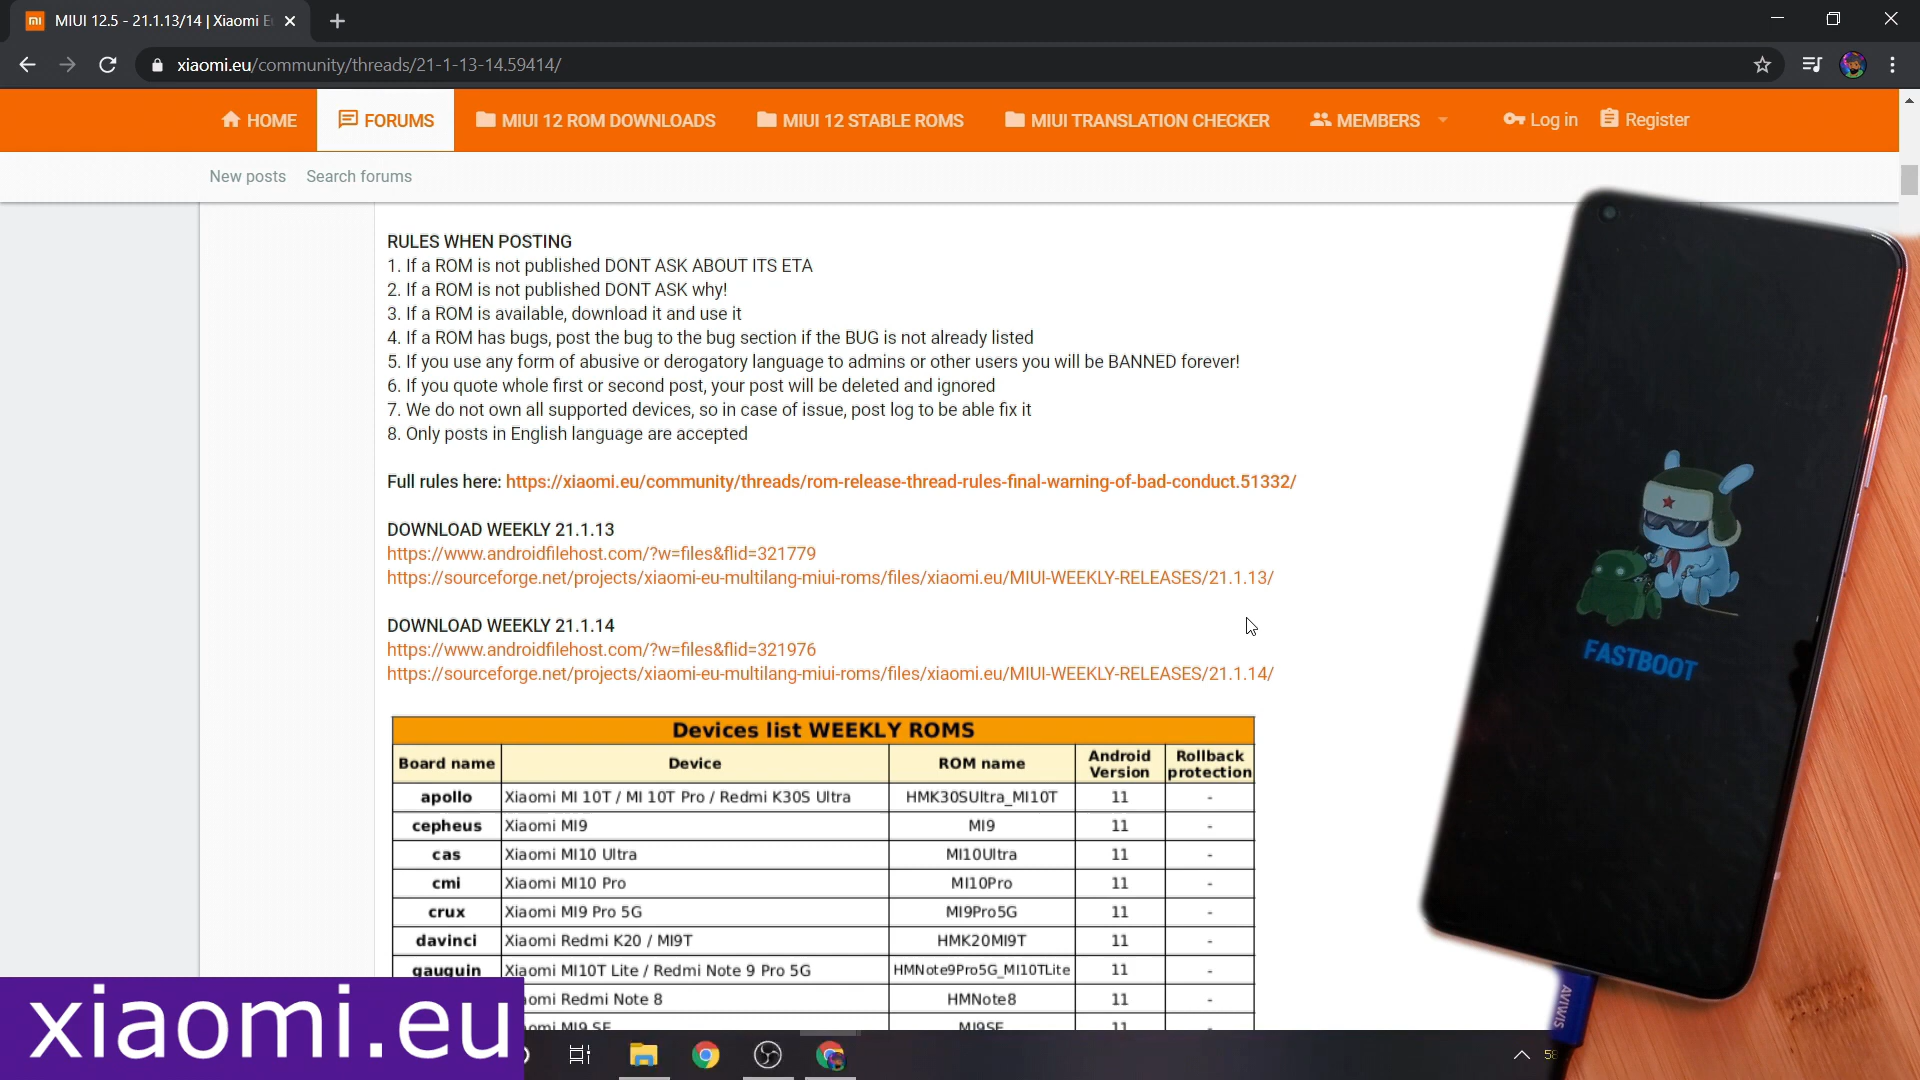 MIUI 12.5 - 21.1.13/14 | Xiaomi E
xiaomi.eu/community/threads/21-1-13-14.59414/
HOME
FORUMS
MIUI 12 ROM DOWNLOADS
MIUI 12 STABLE ROMS
MIUI TRANSLATION CHECKER
MEMBERS
Log in
Register
New posts
Search forums
RULES WHEN POSTING
1. If a ROM is not published DONT ASK ABOUT ITS ETA
2. If a ROM is not published DONT ASK why!
3. If a ROM is available, download it and use it
4. If a ROM has bugs, post the bug to the bug section if the BUG is not already listed
5. If you use any form of abusive or derogatory language to admins or other users you will be BANNED forever!
6. If you quote whole first or second post, your post will be deleted and ignored
7. We do not own all supported devices, so in case of issue, post log to be able fix it
8. Only posts in English language are accepted
Full rules here: https://xiaomi.eu/community/threads/rom-release-thread-rules-final-warning-of-bad-conduct.51332/
DOWNLOAD WEEKLY 21.1.13
https://www.androidfilehost.com/?w=files&flid=321779
https://sourceforge.net/projects/xiaomi-eu-multilang-miui-roms/files/xiaomi.eu/MIUI-WEEKLY-RELEASES/21.1.13/
DOWNLOAD WEEKLY 21.1.14
https://www.androidfilehost.com/?w=files&flid=321976
https://sourceforge.net/projects/xiaomi-eu-multilang-miui-roms/files/xiaomi.eu/MIUI-WEEKLY-RELEASES/21.1.14/
Devices list WEEKLY ROMS
Board name Device ROM name Android Version Rollback protection
apollo Xiaomi MI 10T / MI 10T Pro / Redmi K30S Ultra HMK30SUltra_MI10T 11 -
cepheus Xiaomi MI9 MI9 11 -
cas Xiaomi MI10 Ultra MI10Ultra 11 -
cmi Xiaomi MI10 Pro MI10Pro 11 -
crux Xiaomi MI9 Pro 5G MI9Pro5G 11 -
davinci Xiaomi Redmi K20 / MI9T HMK20MI9T 11 -
gauguin Xiaomi MI10T Lite / Redmi Note 9 Pro 5G HMNote9Pro5G_MI10TLite 11 -
omi Redmi Note 8 HMNote8 11 -
omi MI9 SE MI9SE 11 -
FASTBOOT
AVIWIS
xiaomi.eu
58